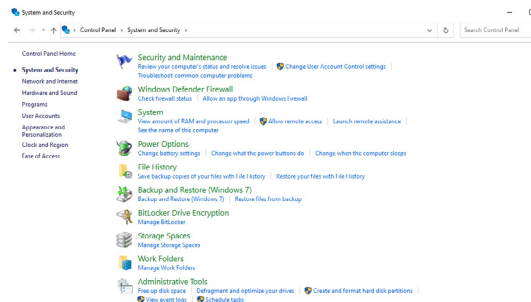 System and Security
Control Panel › System and Security ›
Search Control Panel
Control Panel Home
System and Security
Network and Internet
Hardware and Sound
Programs
User Accounts
Appearance and
Personalization
Clock and Region
Ease of Access
Security and Maintenance
Review your computer's status and resolve issues | Change User Account Control settings |
Troubleshoot common computer problems
Windows Defender Firewall
Check firewall status | Allow an app through Windows Firewall
System
View amount of RAM and processor speed | Allow remote access | Launch remote assistance |
See the name of this computer
Power Options
Change battery settings | Change what the power buttons do | Change when the computer sleeps
File History
Save backup copies of your files with File History | Restore your files with File History
Backup and Restore (Windows 7)
Backup and Restore (Windows 7) | Restore files from backup
BitLocker Drive Encryption
Manage BitLocker
Storage Spaces
Manage Storage Spaces
Work Folders
Manage Work Folders
Administrative Tools
Free up disk space | Defragment and optimize your drives | Create and format hard disk partitions |
View event logs | Schedule tasks